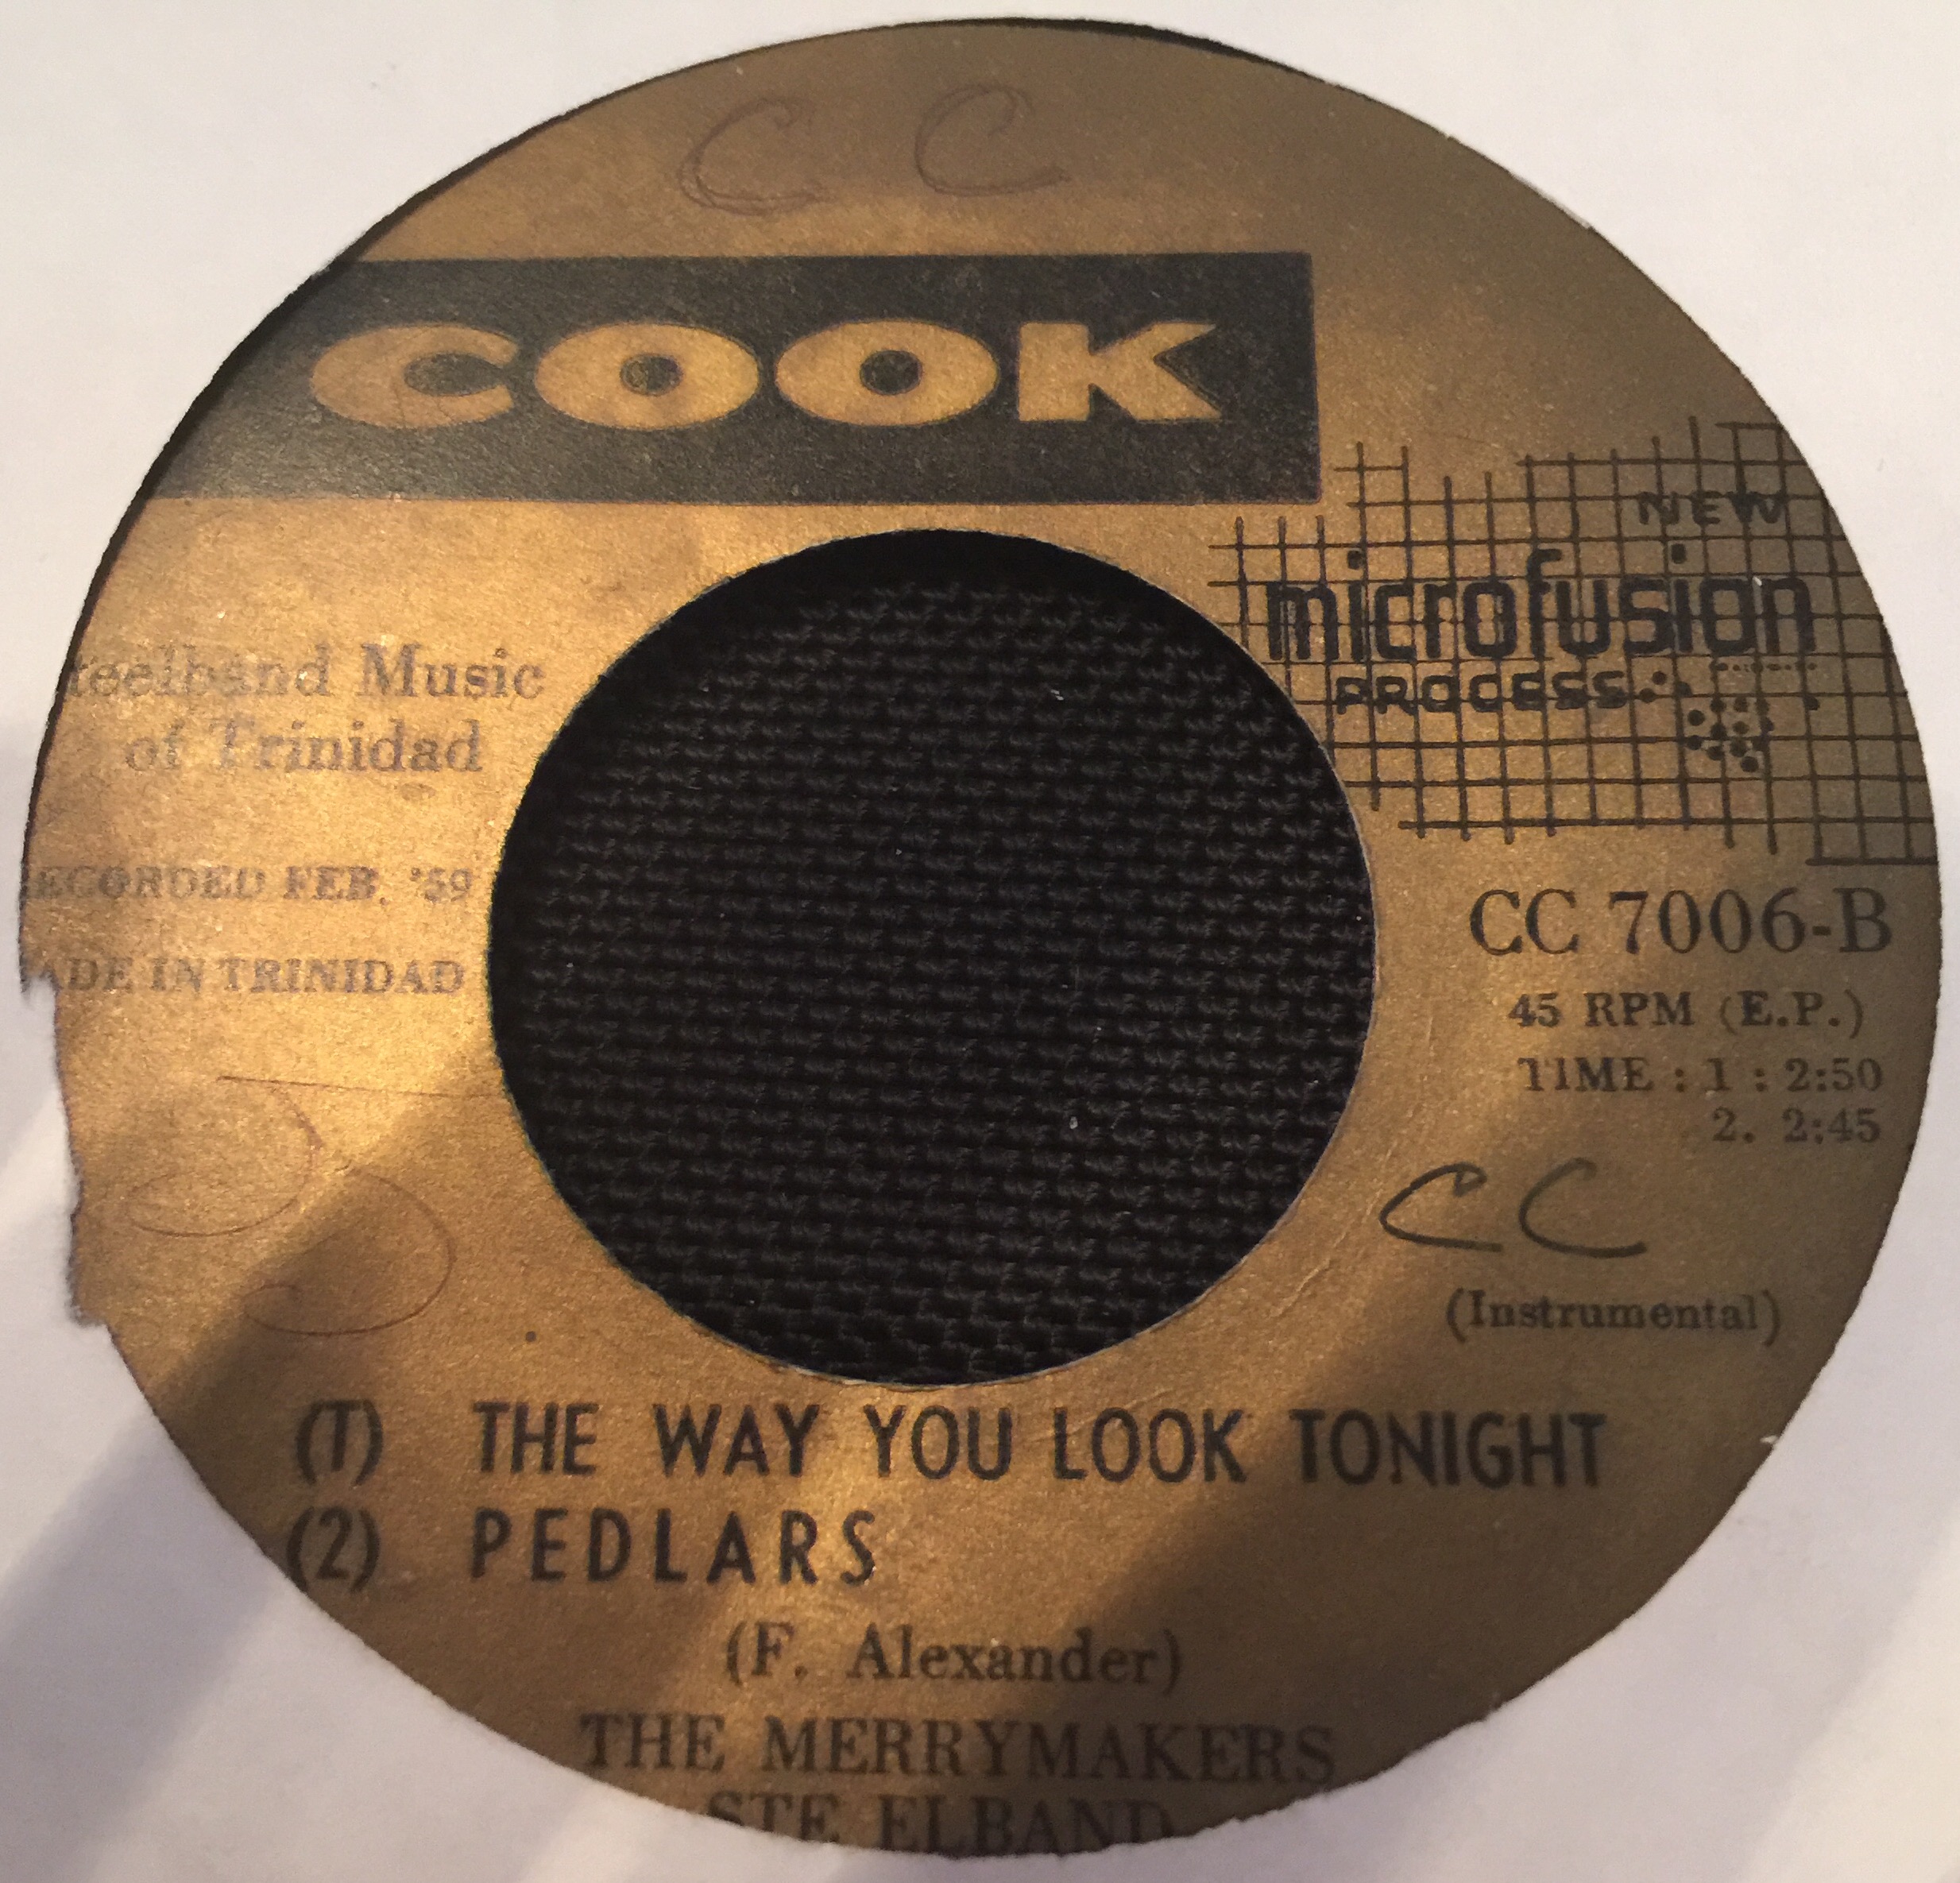 CC
COOK
NEW
microfusion
PROCESS
teelband Music
of Trinidad
ECORDED FEB. '59
ADE IN TRINIDAD
CC 7006-B
45 RPM (E.P.)
TIME : 1 : 2:50
2. 2:45
CC
(Instrumental)
(1) THE WAY YOU LOOK TONIGHT
(2) PEDLARS
(F. Alexander)
THE MERRYMAKERS
STE ELBAND